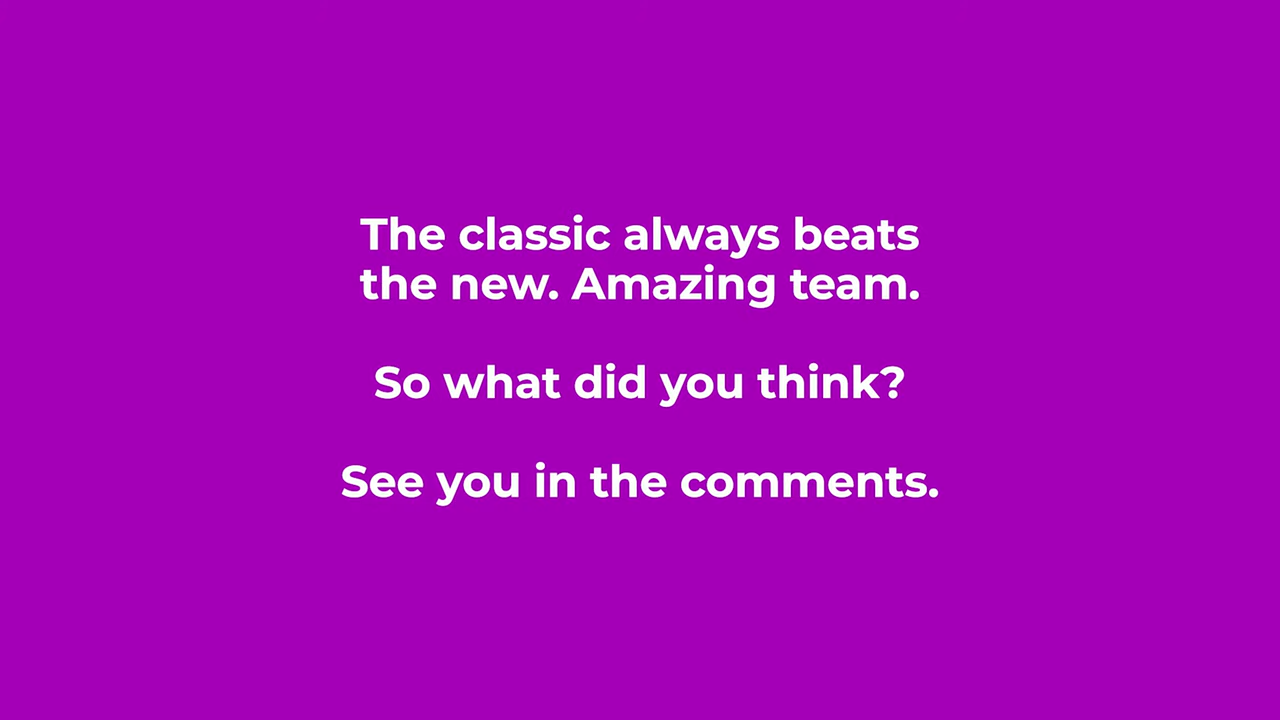 The classic always beats
the new. Amazing team.
So what did you think?
See you in the comments.